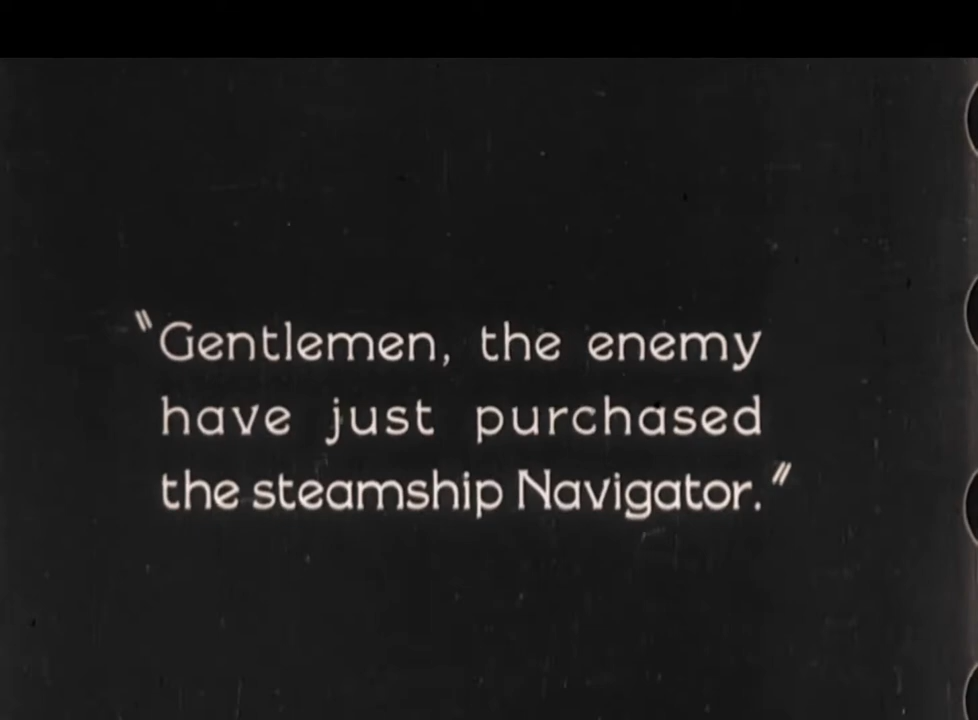 "Gentlemen, the enemy
have just purchased
the steamship Navigator."